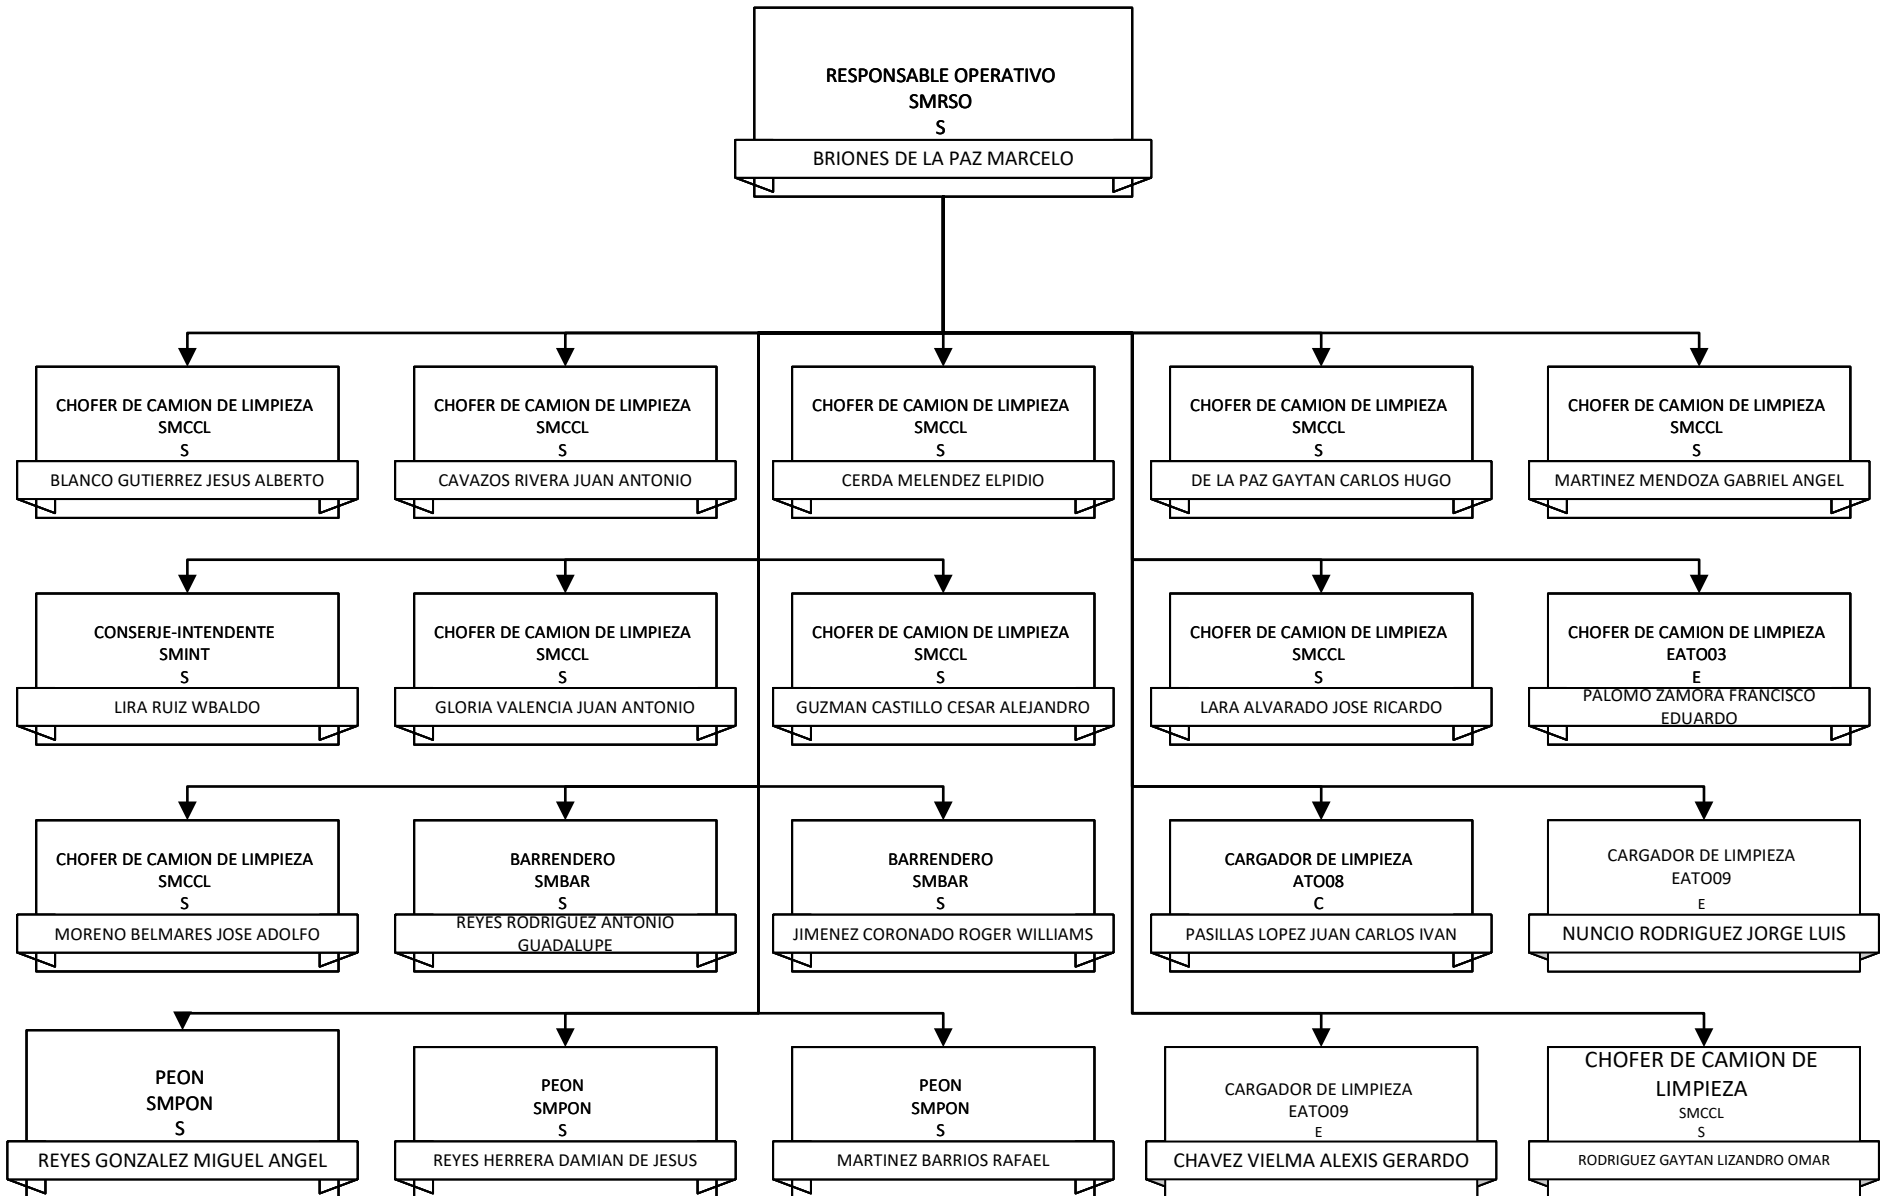 RESPONSABLE OPERATIVO
SMRSO
S
BRIONES DE LA PAZ MARCELO
CHOFER DE CAMION DE LIMPIEZA
SMCCL
S
BLANCO GUTIERREZ JESUS ALBERTO
CHOFER DE CAMION DE LIMPIEZA
SMCCL
S
CAVAZOS RIVERA JUAN ANTONIO
CHOFER DE CAMION DE LIMPIEZA
SMCCL
S
CERDA MELENDEZ ELPIDIO
CHOFER DE CAMION DE LIMPIEZA
SMCCL
S
DE LA PAZ GAYTAN CARLOS HUGO
CHOFER DE CAMION DE LIMPIEZA
SMCCL
S
MARTINEZ MENDOZA GABRIEL ANGEL
CONSERJE-INTENDENTE
SMINT
S
LIRA RUIZ WBALDO
CHOFER DE CAMION DE LIMPIEZA
SMCCL
S
GLORIA VALENCIA JUAN ANTONIO
CHOFER DE CAMION DE LIMPIEZA
SMCCL
S
GUZMAN CASTILLO CESAR ALEJANDRO
CHOFER DE CAMION DE LIMPIEZA
SMCCL
S
LARA ALVARADO JOSE RICARDO
CHOFER DE CAMION DE LIMPIEZA
EATO03
E
PALOMO ZAMORA FRANCISCO
EDUARDO
CHOFER DE CAMION DE LIMPIEZA
SMCCL
S
MORENO BELMARES JOSE ADOLFO
BARRENDERO
SMBAR
S
REYES RODRIGUEZ ANTONIO
GUADALUPE
BARRENDERO
SMBAR
S
JIMENEZ CORONADO ROGER WILLIAMS
CARGADOR DE LIMPIEZA
ATO08
C
PASILLAS LOPEZ JUAN CARLOS IVAN
CARGADOR DE LIMPIEZA
EATO09
E
NUNCIO RODRIGUEZ JORGE LUIS
PEON
SMPON
S
REYES GONZALEZ MIGUEL ANGEL
PEON
SMPON
S
REYES HERRERA DAMIAN DE JESUS
PEON
SMPON
S
MARTINEZ BARRIOS RAFAEL
CARGADOR DE LIMPIEZA
EATO09
E
CHAVEZ VIELMA ALEXIS GERARDO
CHOFER DE CAMION DE
LIMPIEZA
SMCCL
S
RODRIGUEZ GAYTAN LIZANDRO OMAR